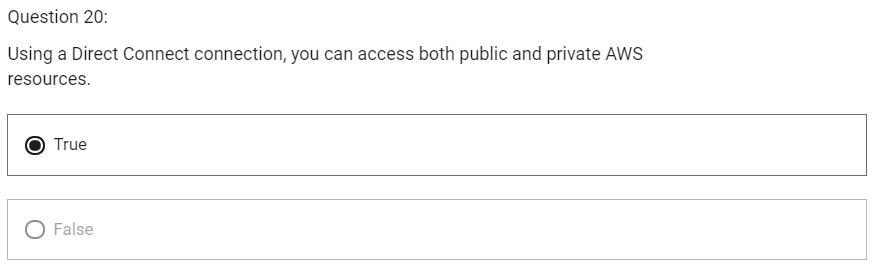 Question 20:
Using a Direct Connect connection, you can access both public and private AWS
resources.
True
False